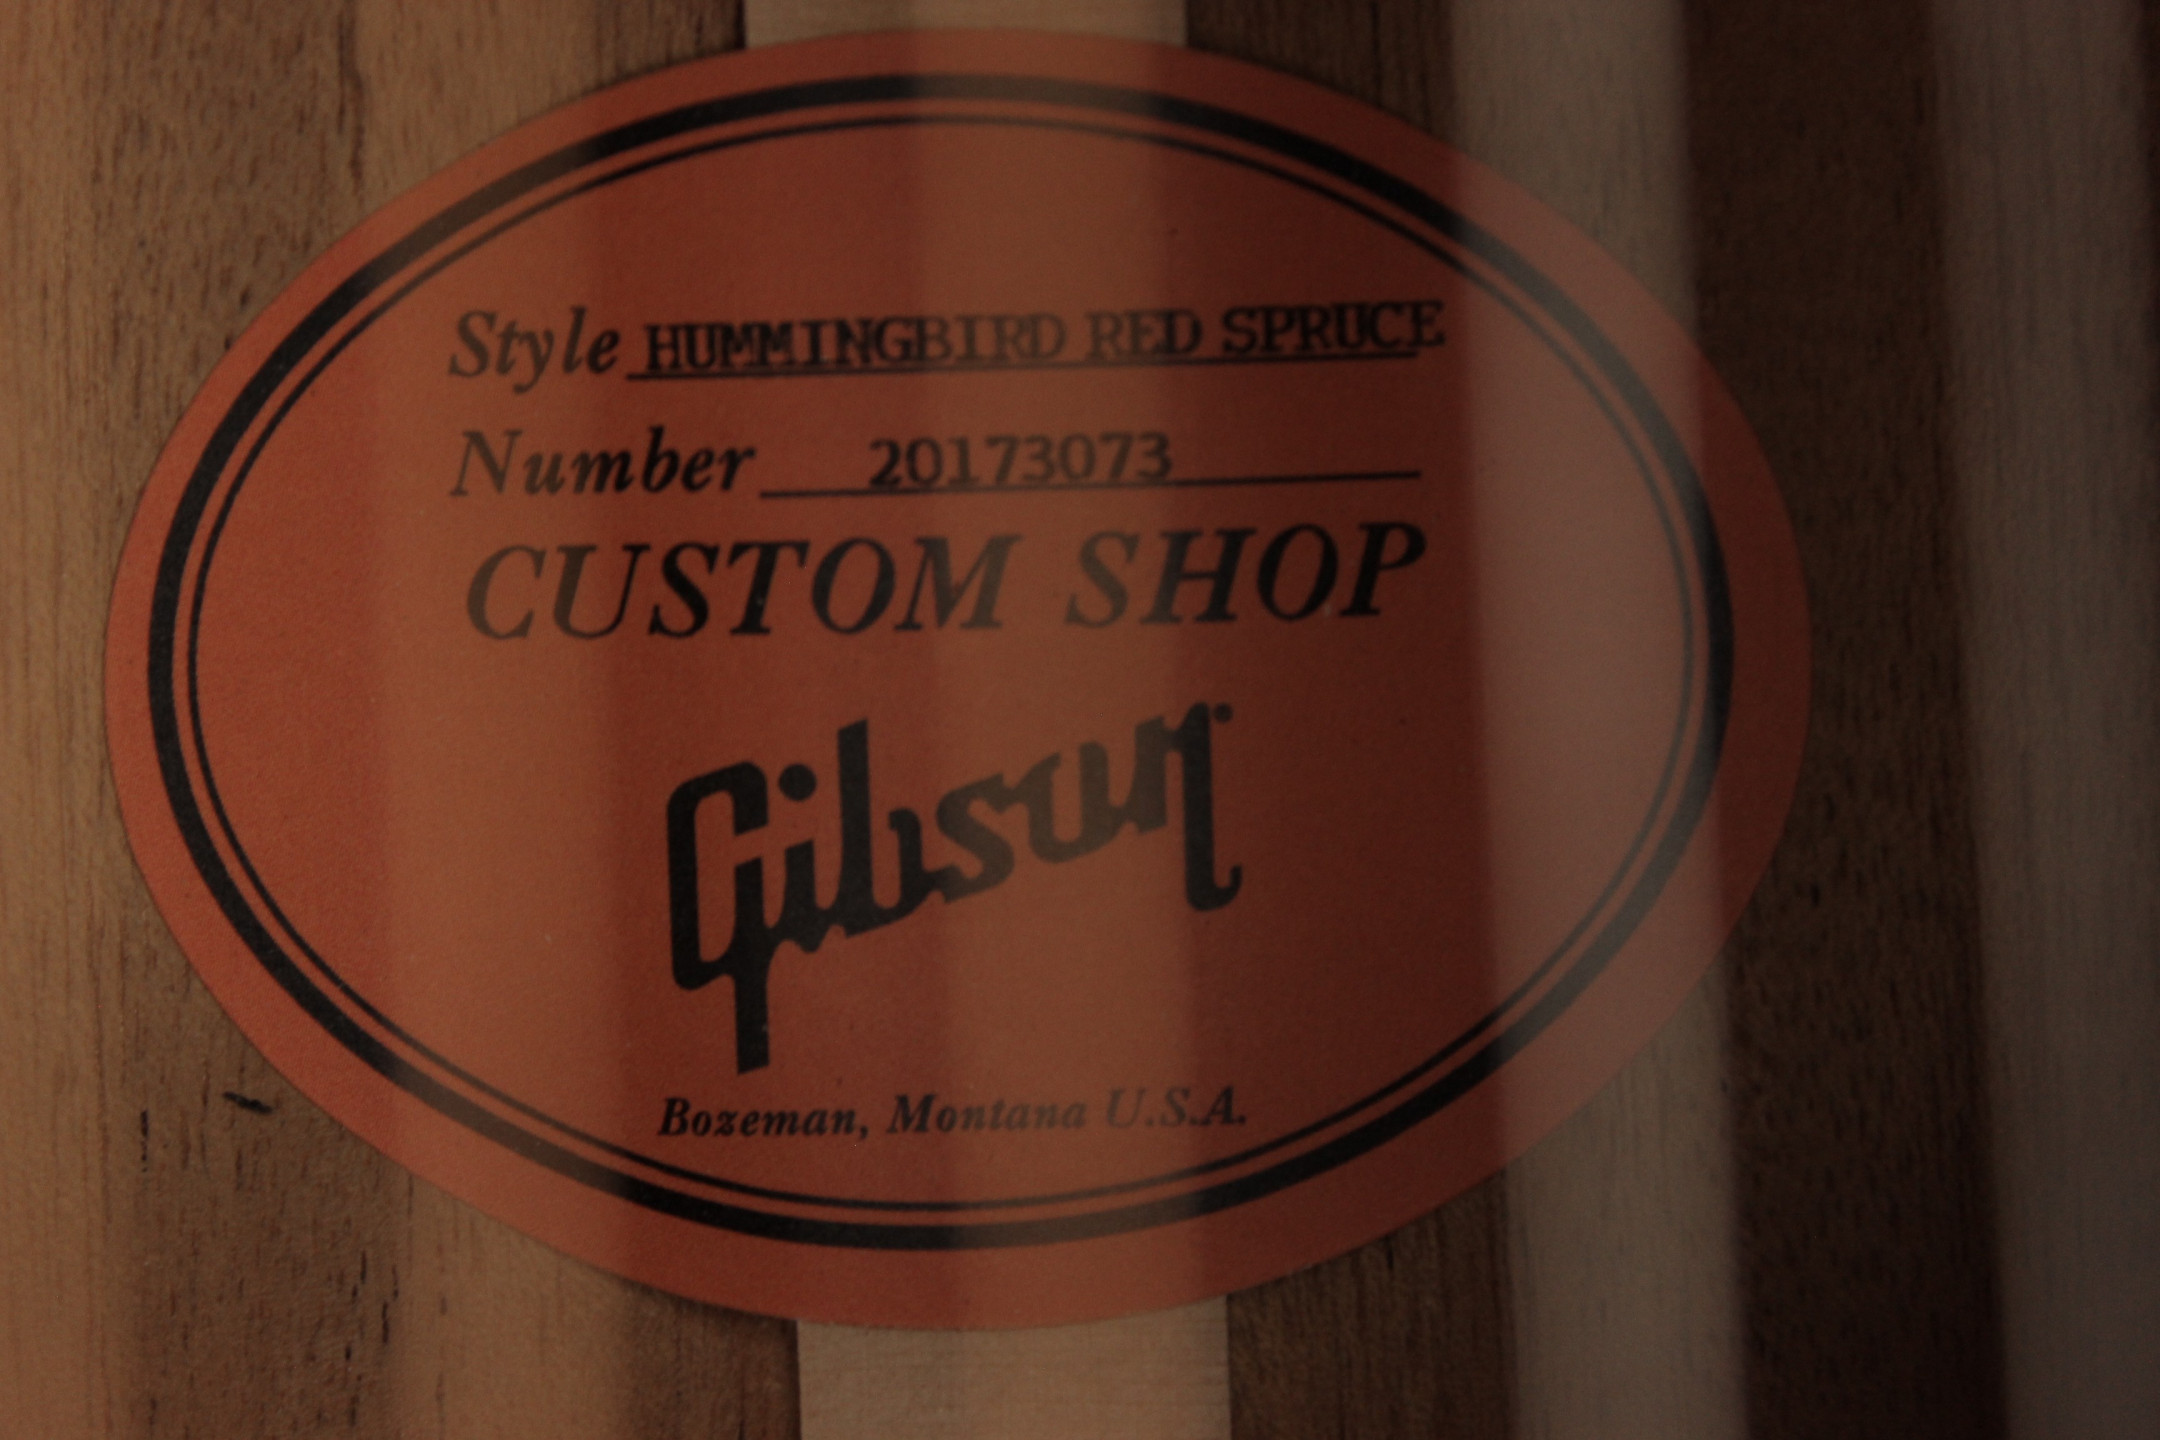 Style HUMMINGBIRD RED SPRUCE
Number 20173073
CUSTOM SHOP
Gibson
Bozeman, Montana U.S.A.